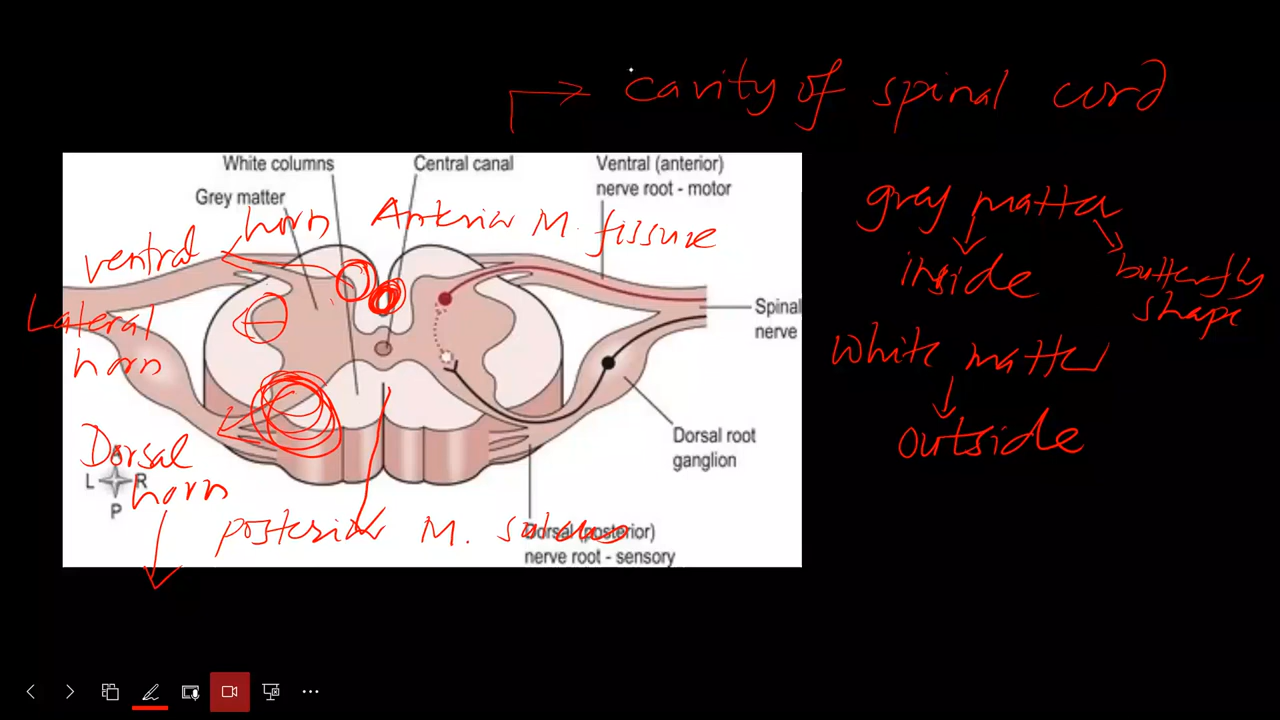 cavity of spinal cord
White columns
Central canal
Ventral (anterior)
nerve root - motor
Grey matter
ventral horn
Anterior M. fissure
Lateral
horn
Spinal
nerve
Dorsal root
ganglion
Dorsal
horn
L R
P
posterior M.
Dorsal (posterior)
nerve root - sensory
grey matter
inside
butterfly
shape
White matter
outside